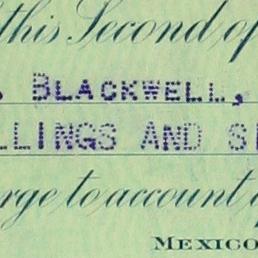 this Second of
. BLACKWELL,
LLINGS AND S
rge to account
MEXICO